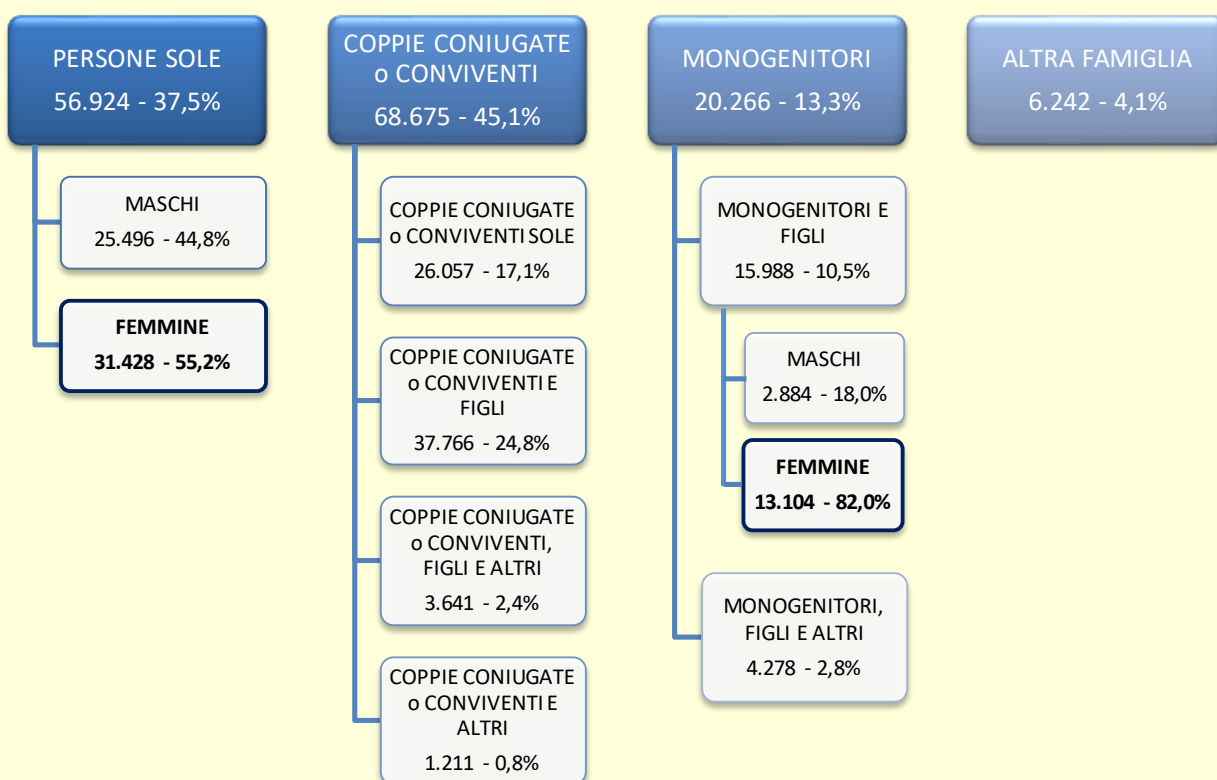 PERSONE SOLE
56.924 - 37,5%
MASCHI
25.496 - 44,8%
FEMMINE
31.428 - 55,2%
COPPIE CONIUGATE
o CONVIVENTI
68.675 - 45,1%
COPPIE CONIUGATE
o CONVIVENTI SOLE
26.057 - 17,1%
COPPIE CONIUGATE
o CONVIVENTI E
FIGLI
37.766 - 24,8%
COPPIE CONIUGATE
o CONVIVENTI,
FIGLI E ALTRI
3.641 - 2,4%
COPPIE CONIUGATE
o CONVIVENTI E
ALTRI
1.211 - 0,8%
MONOGENITORI
20.266 - 13,3%
MONOGENITORI E
FIGLI
15.988 - 10,5%
MASCHI
2.884 - 18,0%
FEMMINE
13.104 - 82,0%
MONOGENITORI,
FIGLI E ALTRI
4.278 - 2,8%
ALTRA FAMIGLIA
6.242 - 4,1%